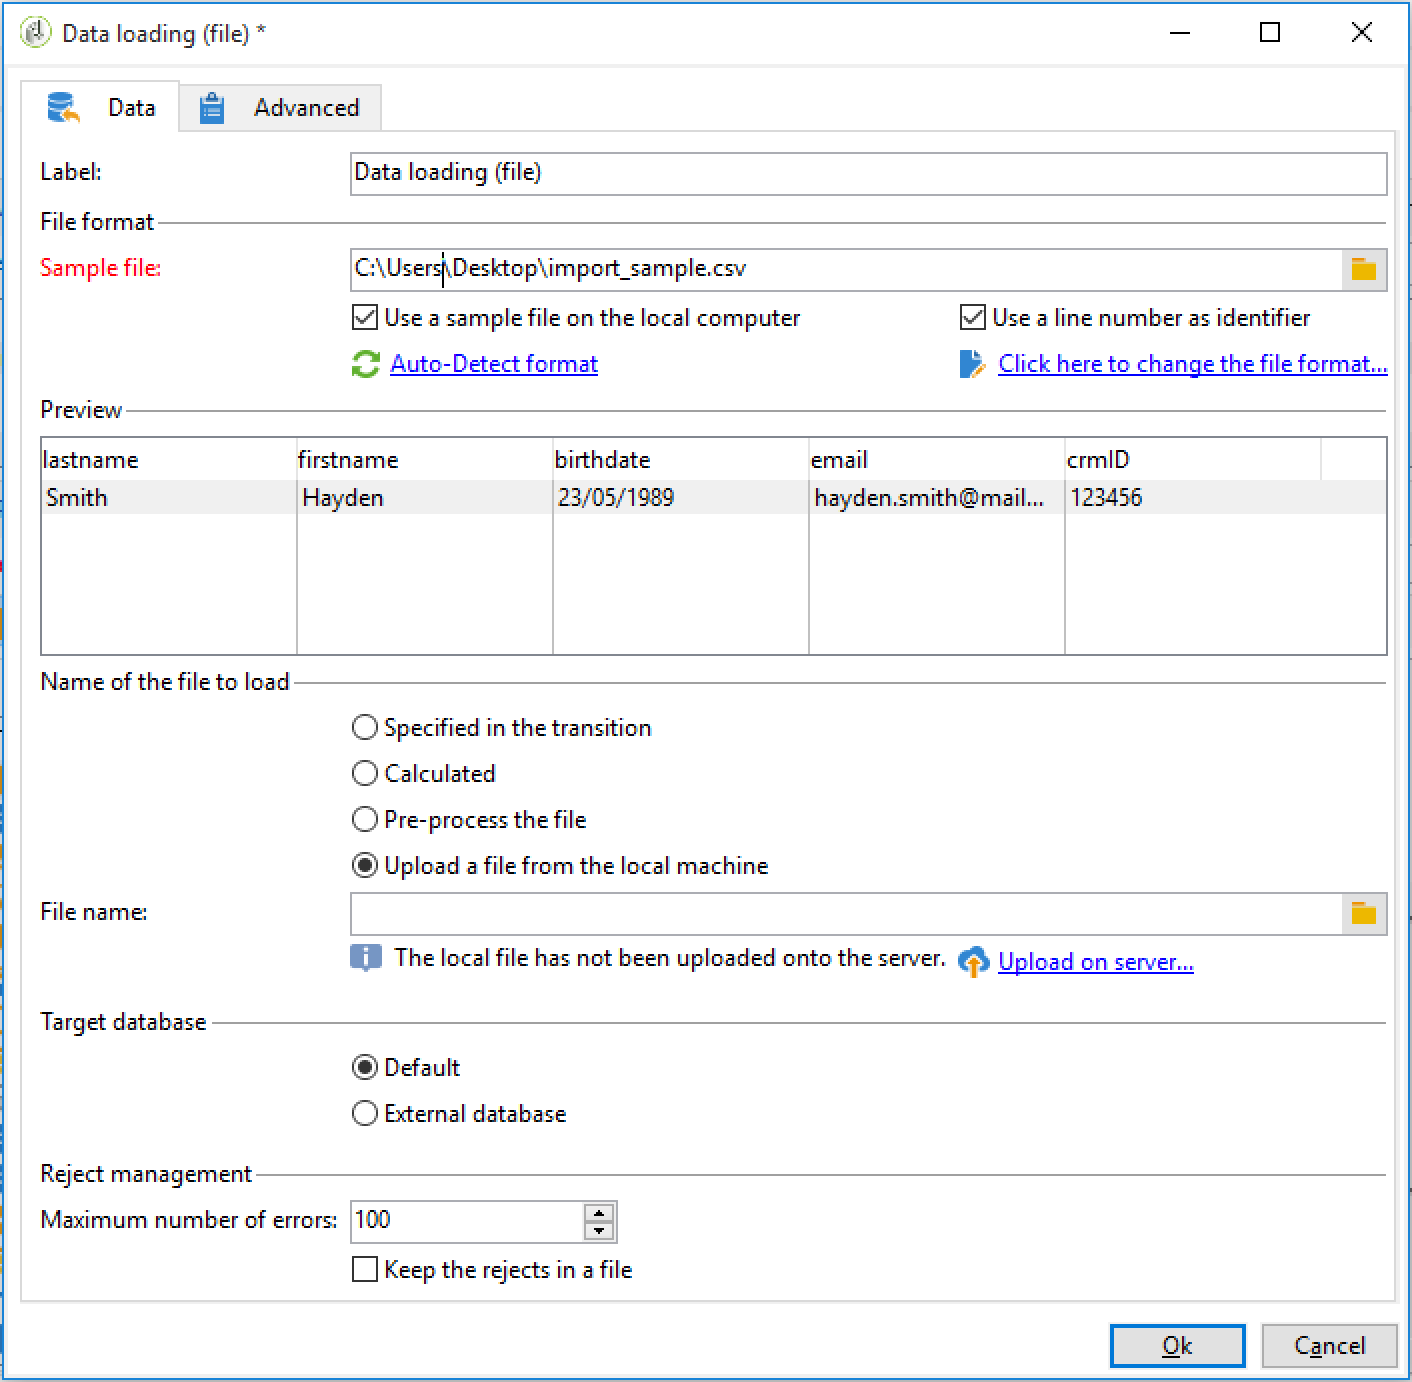 Data loading (file) *
Data Advanced
Label: Data loading (file)
File format
Sample file: C:\Users\Desktop\import_sample.csv
Use a sample file on the local computer Use a line number as identifier
Auto-Detect format Click here to change the file format...
Preview
lastname firstname birthdate email crmID
Smith Hayden 23/05/1989 hayden.smith@mail... 123456
Name of the file to load
Specified in the transition
Calculated
Pre-process the file
Upload a file from the local machine
File name:
The local file has not been uploaded onto the server. Upload on server...
Target database
Default
External database
Reject management
Maximum number of errors: 100
Keep the rejects in a file
Ok Cancel